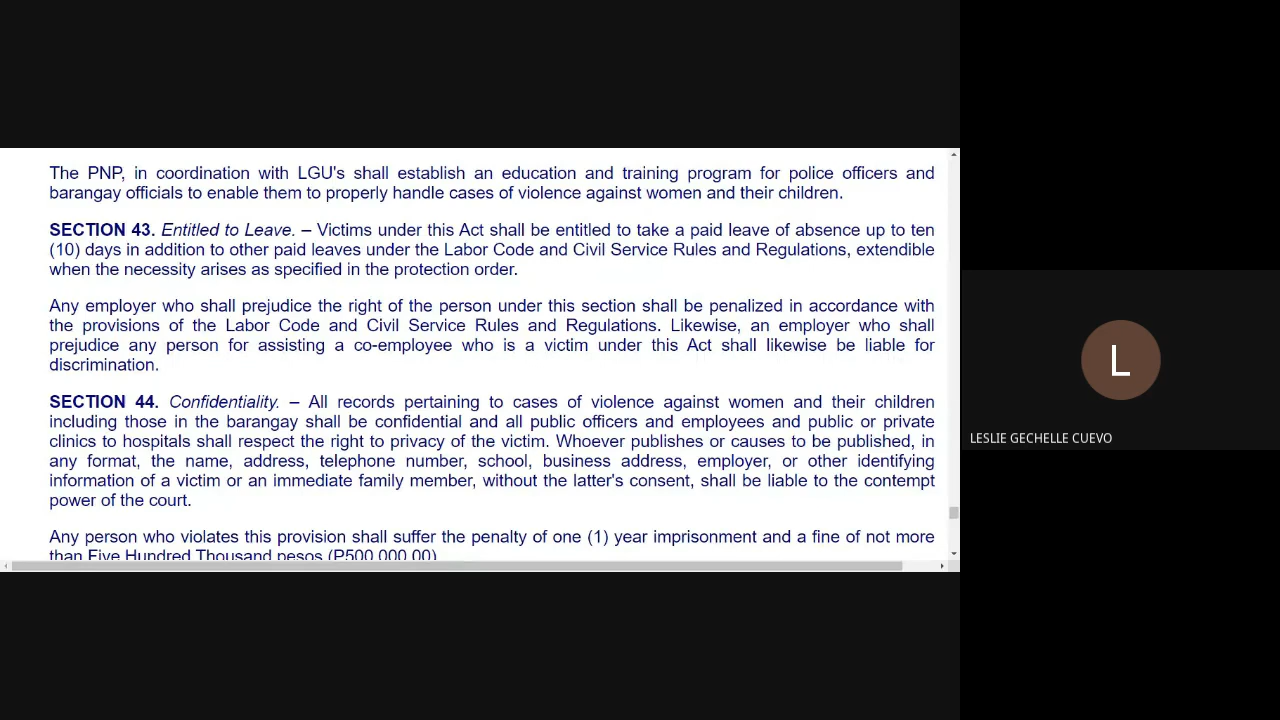 The PNP, in coordination with LGU's shall establish an education and training program for police officers and
barangay officials to enable them to properly handle cases of violence against women and their children.
SECTION 43. Entitled to Leave. – Victims under this Act shall be entitled to take a paid leave of absence up to ten
(10) days in addition to other paid leaves under the Labor Code and Civil Service Rules and Regulations, extendible
when the necessity arises as specified in the protection order.
Any employer who shall prejudice the right of the person under this section shall be penalized in accordance with
the provisions of the Labor Code and Civil Service Rules and Regulations. Likewise, an employer who shall
prejudice any person for assisting a co-employee who is a victim under this Act shall likewise be liable for
discrimination.
SECTION 44. Confidentiality. – All records pertaining to cases of violence against women and their children
including those in the barangay shall be confidential and all public officers and employees and public or private
clinics to hospitals shall respect the right to privacy of the victim. Whoever publishes or causes to be published, in
any format, the name, address, telephone number, school, business address, employer, or other identifying
information of a victim or an immediate family member, without the latter's consent, shall be liable to the contempt
power of the court.
Any person who violates this provision shall suffer the penalty of one (1) year imprisonment and a fine of not more
than Five Hundred Thousand pesos (P500,000.00).
L
LESLIE GECHELLE CUEVO